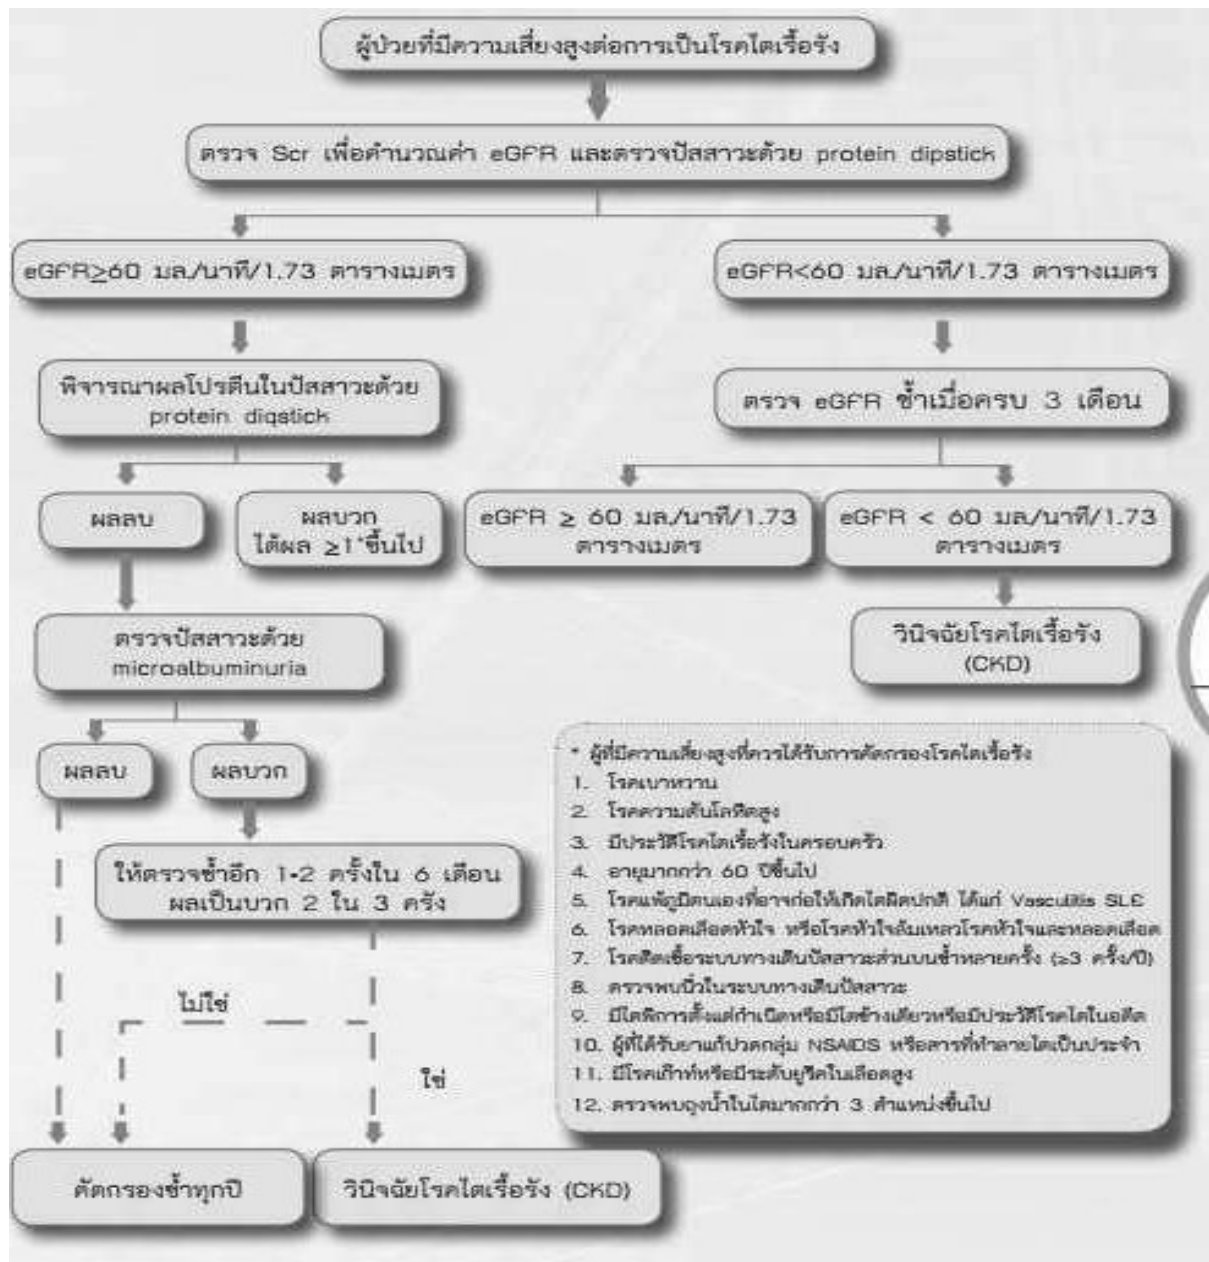 ผู้ป่วยที่มีความเสี่ยงสูงต่อการเป็นโรคไตเรื้อรัง
ตรวจ Scr เพื่อคำนวณค่า eGFR และตรวจปัสสาวะด้วย protein dipstick
eGFR≥60 มล./นาที/1.73 ตารางเมตร
eGFR<60 มล./นาที/1.73 ตารางเมตร
พิจารณาผลโปรตีนในปัสสาวะด้วย
protein diqstick
ตรวจ eGFR ซ้ำเมื่อครบ 3 เดือน
ผลลบ
ผลบวก
ได้ผล ≥1⁺ขึ้นไป
eGFR ≥ 60 มล./นาที/1.73
ตารางเมตร
eGFR < 60 มล./นาที/1.73
ตารางเมตร
ตรวจปัสสาวะด้วย
microalbuminuria
วินิจฉัยโรคไตเรื้อรัง
(CKD)
ผลลบ
ผลบวก
ให้ตรวจซ้ำอีก 1-2 ครั้งใน 6 เดือน
ผลเป็นบวก 2 ใน 3 ครั้ง
ไม่ใช่
ใช่
คัดกรองซ้ำทุกปี
วินิจฉัยโรคไตเรื้อรัง (CKD)
* ผู้ที่มีความเสี่ยงสูงที่ควรได้รับการคัดกรองโรคไตเรื้อรัง
1. โรคเบาหวาน
2. โรคความดันโลหิตสูง
3. มีประวัติโรคไตเรื้อรังในครอบครัว
4. อายุมากกว่า 60 ปีขึ้นไป
5. โรคแพ้ภูมิตนเองที่อาจก่อให้เกิดไตผิดปกติ ได้แก่ Vasculitis SLE
6. โรคหลอดเลือดหัวใจ หรือโรคหัวใจล้มเหลวโรคหัวใจและหลอดเลือด
7. โรคติดเชื้อระบบทางเดินปัสสาวะส่วนบนซ้ำหลายครั้ง (≥3 ครั้ง/ปี)
8. ตรวจพบนิ่วในระบบทางเดินปัสสาวะ
9. มีไตพิการตั้งแต่กำเนิดหรือมีไตข้างเดียวหรือมีประวัติโรคไตในอดีต
10. ผู้ที่ได้รับยาแก้ปวดกลุ่ม NSAIDS หรือสารที่ทำลายไตเป็นประจำ
11. มีโรคเก๊าท์หรือมีระดับยูริคในเลือดสูง
12. ตรวจพบถุงน้ำในไตมากกว่า 3 ตำแหน่งขึ้นไป